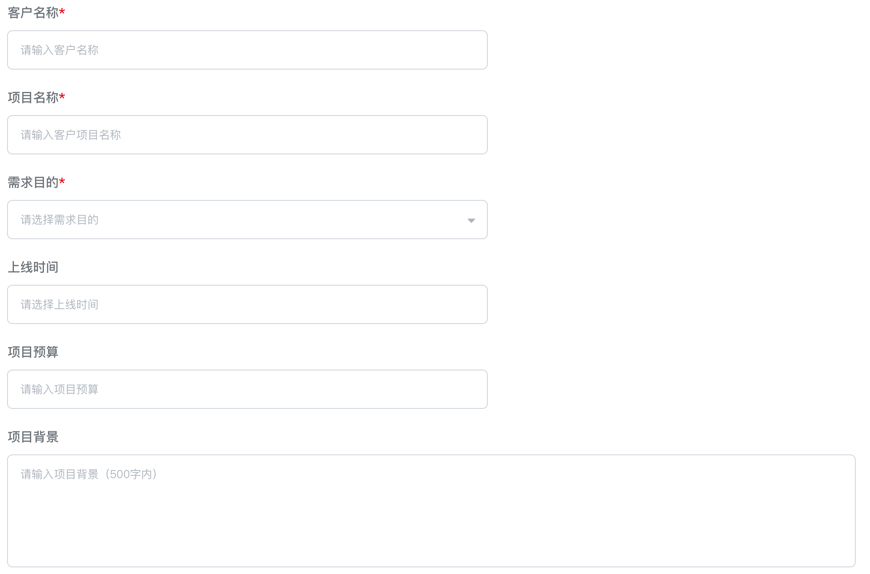 客户名称*
请输入客户名称
项目名称*
请输入客户项目名称
需求目的*
请选择需求目的
上线时间
请选择上线时间
项目预算
请输入项目预算
项目背景
请输入项目背景（500字内）